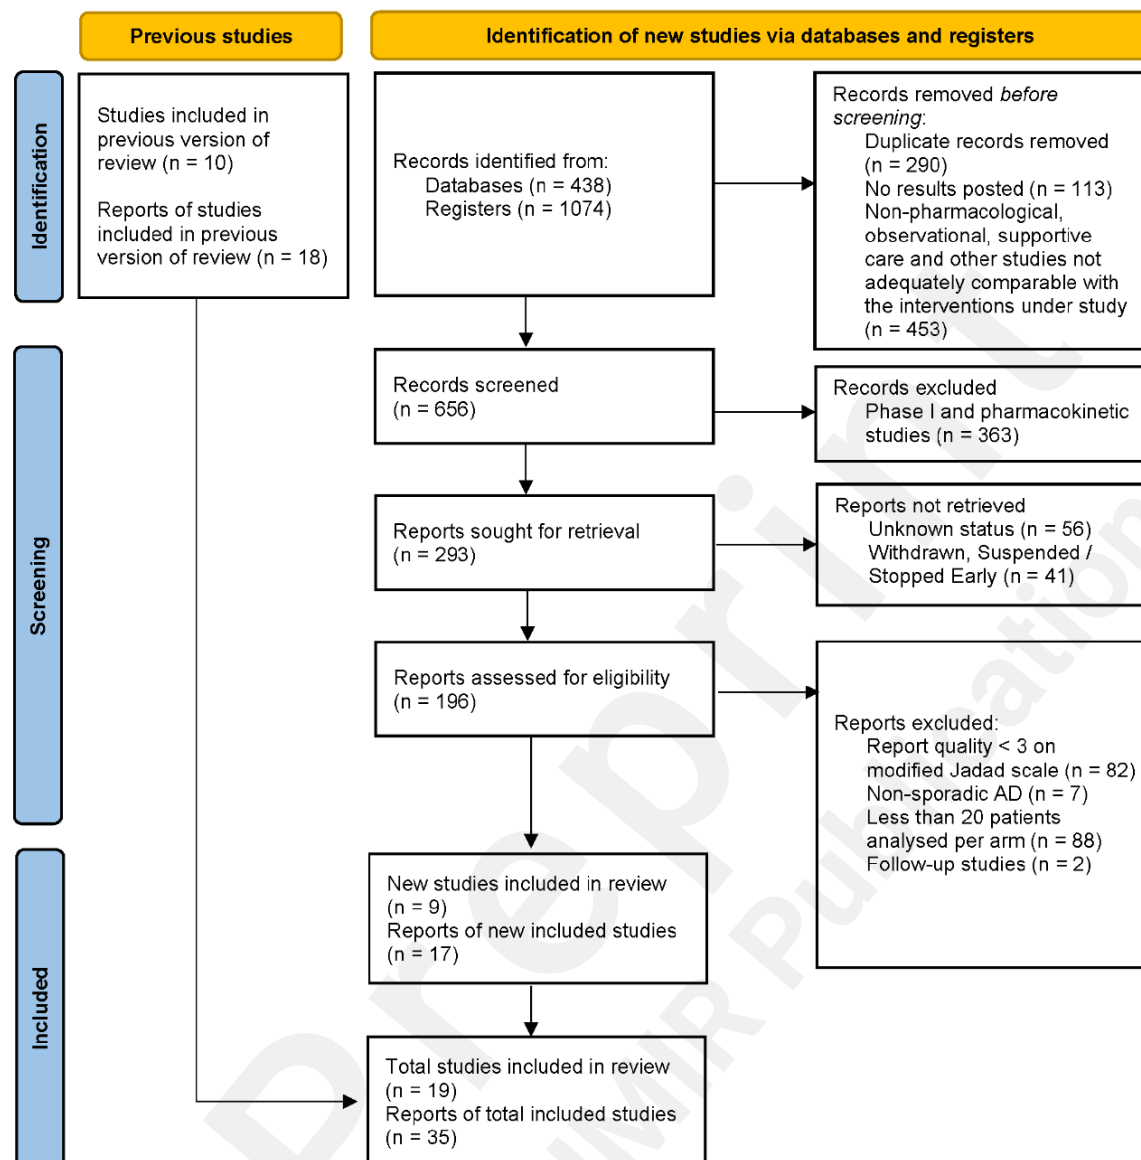 Previous studies
Identification of new studies via databases and registers
Identification
Studies included in
previous version of
review (n = 10)
Reports of studies
included in previous
version of review (n = 18)
Records identified from:
Databases (n = 438)
Registers (n = 1074)
Records removed before
screening:
Duplicate records removed
(n = 290)
No results posted (n = 113)
Non-pharmacological,
observational, supportive
care and other studies not
adequately comparable with
the interventions under study
(n = 453)
Screening
Records screened
(n = 656)
Records excluded
Phase I and pharmacokinetic
studies (n = 363)
Reports sought for retrieval
(n = 293)
Reports not retrieved
Unknown status (n = 56)
Withdrawn, Suspended /
Stopped Early (n = 41)
Reports assessed for eligibility
(n = 196)
Reports excluded:
Report quality < 3 on
modified Jadad scale (n = 82)
Non-sporadic AD (n = 7)
Less than 20 patients
analysed per arm (n = 88)
Follow-up studies (n = 2)
Included
New studies included in review
(n = 9)
Reports of new included studies
(n = 17)
Total studies included in review
(n = 19)
Reports of total included studies
(n = 35)
Preprint
JMIR Publication